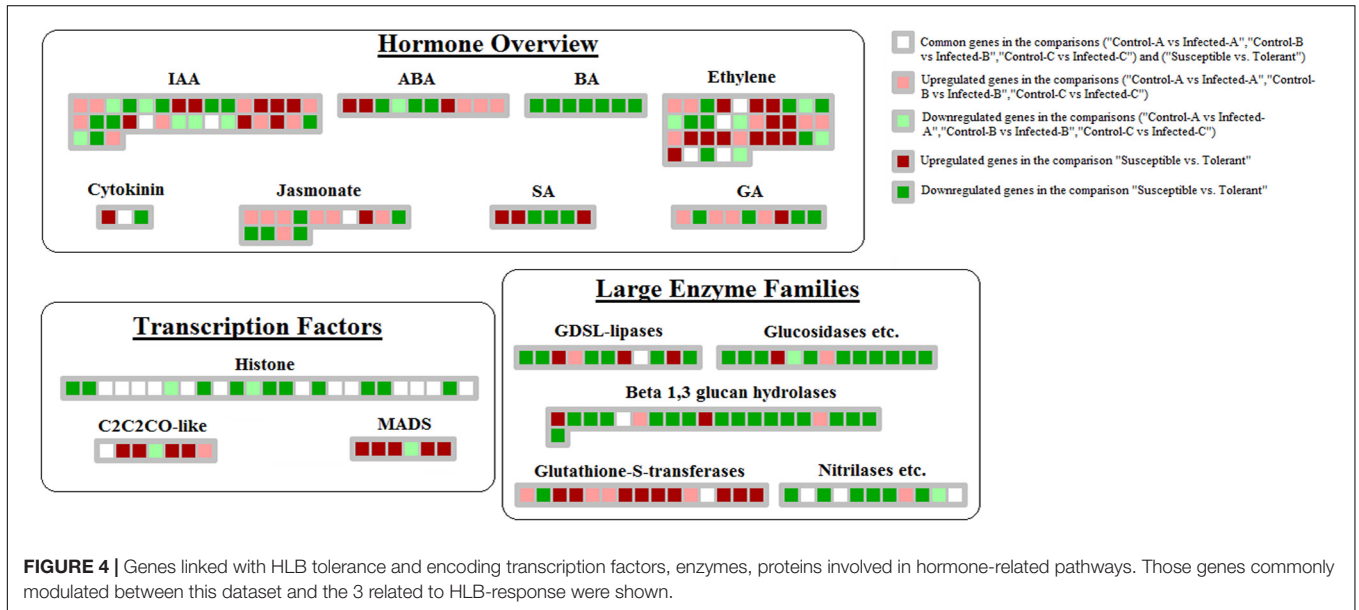 Hormone Overview
IAA
ABA
BA
Ethylene
Cytokinin
Jasmonate
SA
GA
Common genes in the comparisons ("Control-A vs Infected-A","Control-B
vs Infected-B","Control-C vs Infected-C") and ("Susceptible vs. Tolerant")
Upregulated genes in the comparisons ("Control-A vs Infected-A","Control-
B vs Infected-B","Control-C vs Infected-C")
Downregulated genes in the comparisons ("Control-A vs Infected-
A","Control-B vs Infected-B","Control-C vs Infected-C")
Upregulated genes in the comparison "Susceptible vs. Tolerant"
Downregulated genes in the comparison "Susceptible vs. Tolerant"
Transcription Factors
Histone
C2C2CO-like
MADS
Large Enzyme Families
GDSL-lipases
Glucosidases etc.
Beta 1,3 glucan hydrolases
Glutathione-S-transferases
Nitrilases etc.
FIGURE 4 | Genes linked with HLB tolerance and encoding transcription factors, enzymes, proteins involved in hormone-related pathways. Those genes commonly
modulated between this dataset and the 3 related to HLB-response were shown.